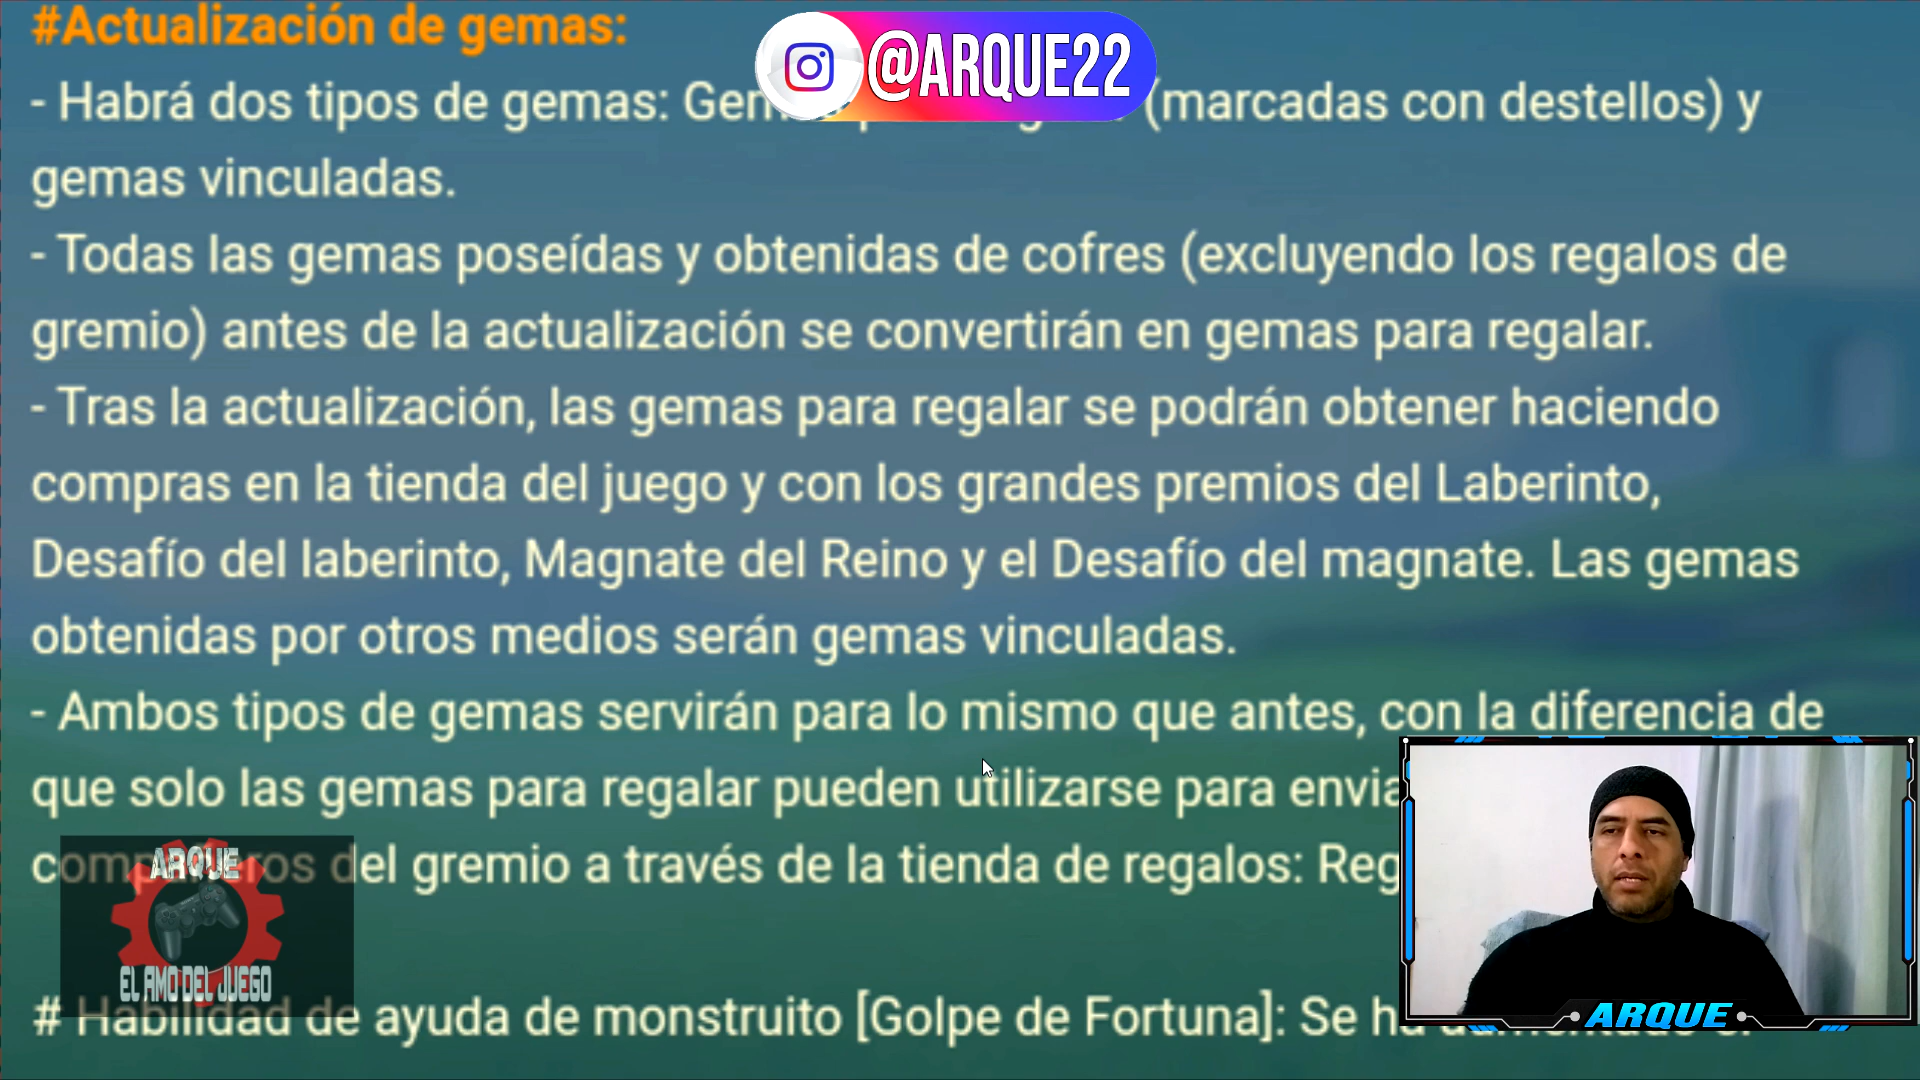 #Actualización de gemas:
@ARQUE22
- Habrá dos tipos de gemas: (marcadas con destellos) y
gemas vinculadas.
- Todas las gemas poseídas y obtenidas de cofres (excluyendo los regalos de
gremio) antes de la actualización se convertirán en gemas para regalar.
- Tras la actualización, las gemas para regalar se podrán obtener haciendo
compras en la tienda del juego y con los grandes premios del Laberinto,
Desafío del laberinto, Magnate del Reino y el Desafío del magnate. Las gemas
obtenidas por otros medios serán gemas vinculadas.
- Ambos tipos de gemas servirán para lo mismo que antes, con la diferencia de
que solo las gemas para regalar pueden utilizarse para
del gremio a través de la tienda de regalos:
ARQUE
EL AMO DEL JUEGO
# Habilidad de ayuda de monstruito [Golpe de Fortuna]: Se
ARQUE